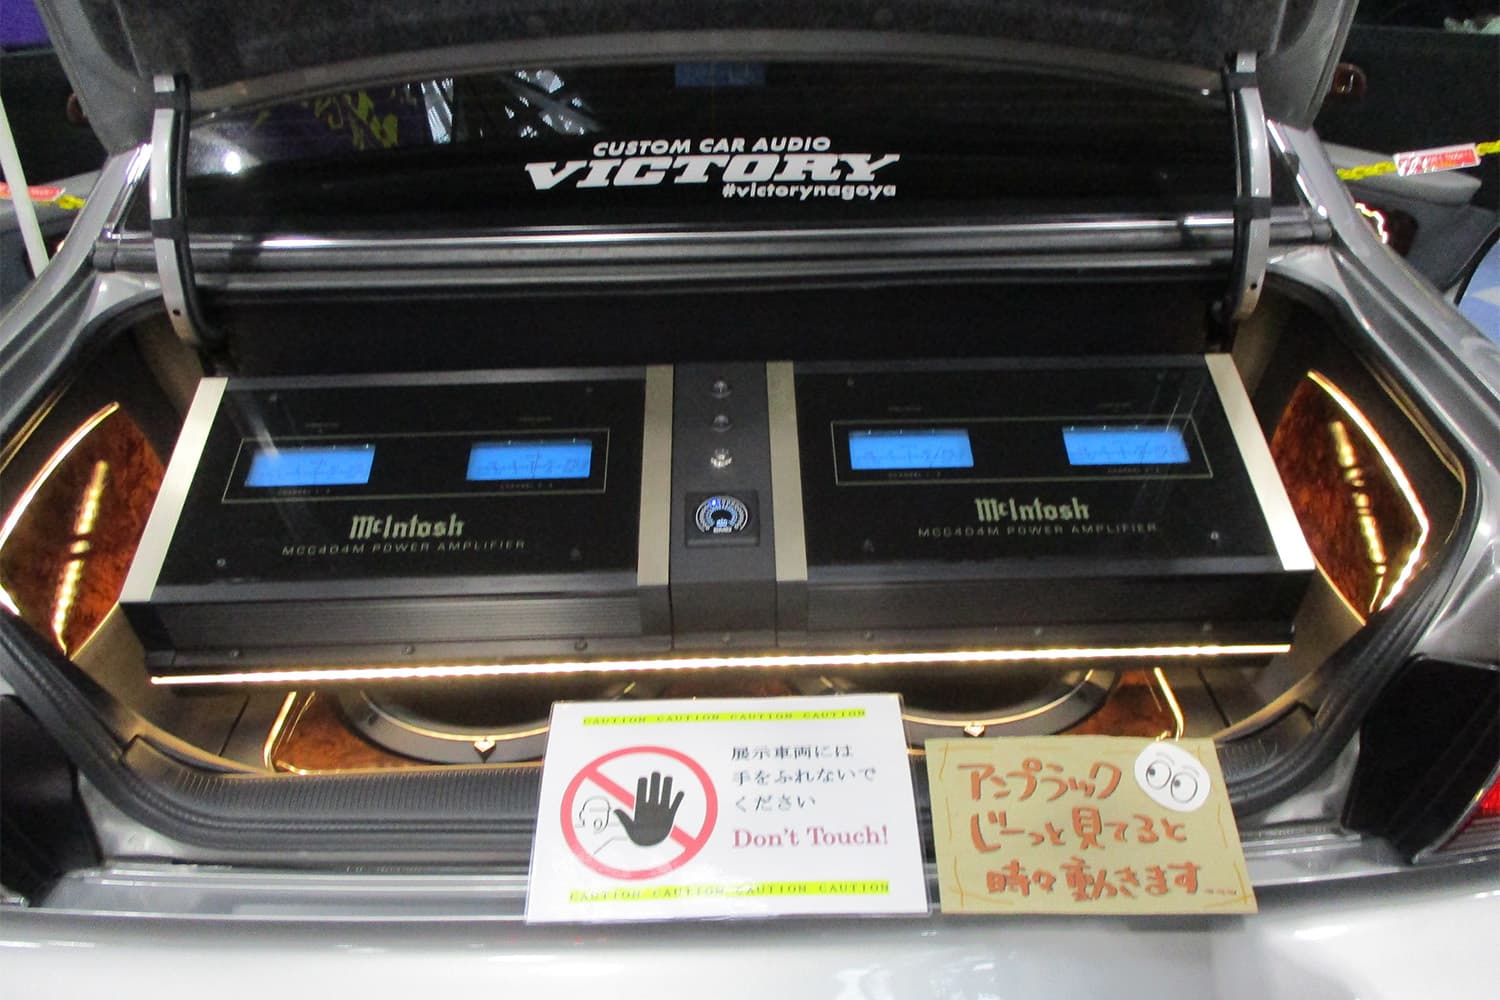 CUSTOM CAR AUDIO
VICTORY
#victorynagoya
McIntosh
MCC404M POWER AMPLIFIER
McIntosh
MCC404M POWER AMPLIFIER
CAUTION CAUTION CAUTION CAUTION
展示車両には
手をふれないで
ください
Don't Touch!
CAUTION CAUTION CAUTION CAUTION
アンプラック
じーっと見てると
時々動きます...